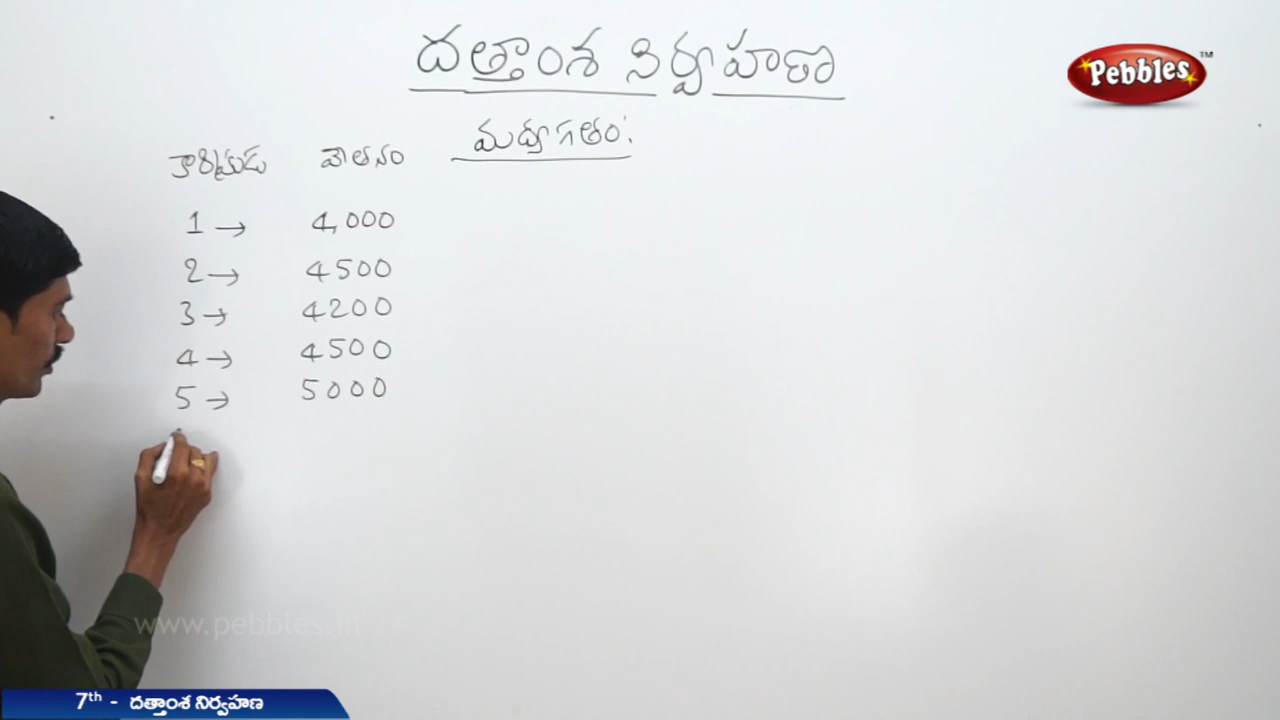 దత్తాంశ నిర్వహణ
Pebbles™
మధ్యగతం:
కార్మికుడు వేతనం
1 → 4,000
2 → 4500
3 → 4200
4 → 4500
5 → 5000
www.pebbles.in
7th - దత్తాంశ నిర్వహణ